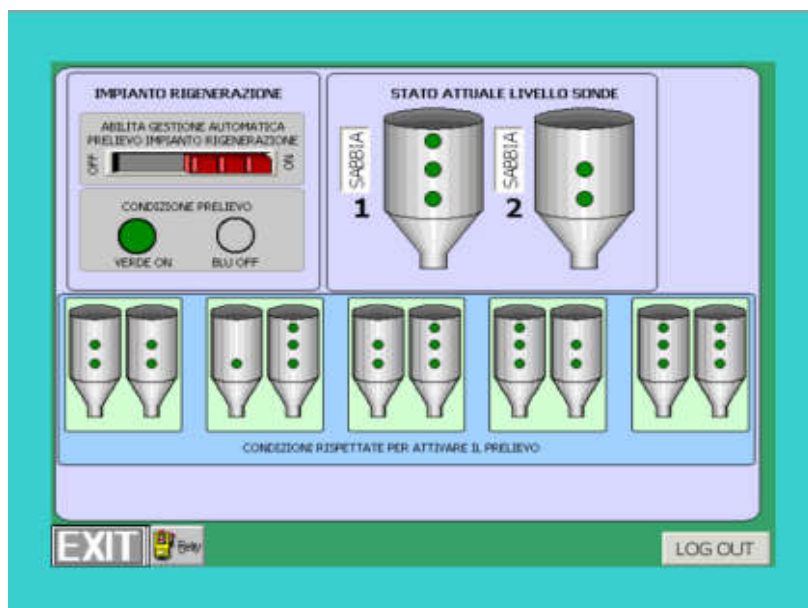 IMPIANTO RIGENERAZIONE
ABILITA GESTIONE AUTOMATICA
PRELIEVO IMPIANTO RIGENERAZIONE
OFF
ON
CONDIZIONE PRELIEVO
VERDE ON
BLU OFF
STATO ATTUALE LIVELLO SONDE
SABBIA
1
SABBIA
2
CONDIZIONI RISPETTATE PER ATTIVARE IL PRELIEVO
EXIT
LOG OUT